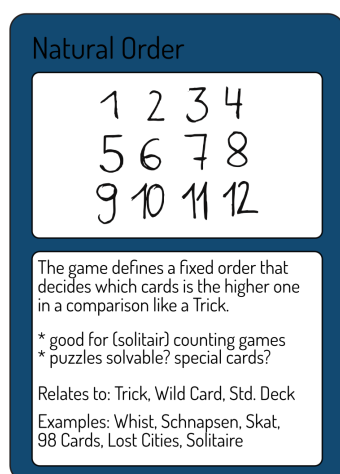 Natural Order
1 2 3 4
5 6 7 8
9 10 11 12
The game defines a fixed order that
decides which cards is the higher one
in a comparison like a Trick.
* good for (solitair) counting games
* puzzles solvable? special cards?
Relates to: Trick, Wild Card, Std. Deck
Examples: Whist, Schnapsen, Skat,
98 Cards, Lost Cities, Solitaire